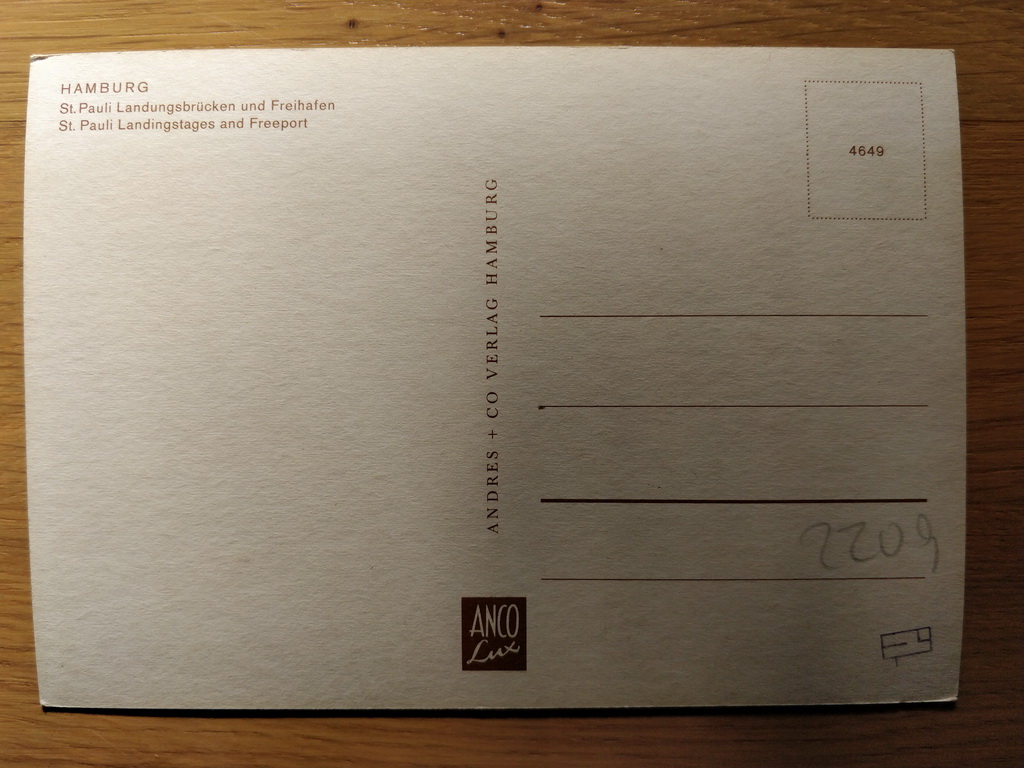 HAMBURG
St. Pauli Landungsbrücken und Freihafen
St. Pauli Landingstages and Freeport
4649
ANDRES + CO VERLAG HAMBURG
2209
ANCO
Lux